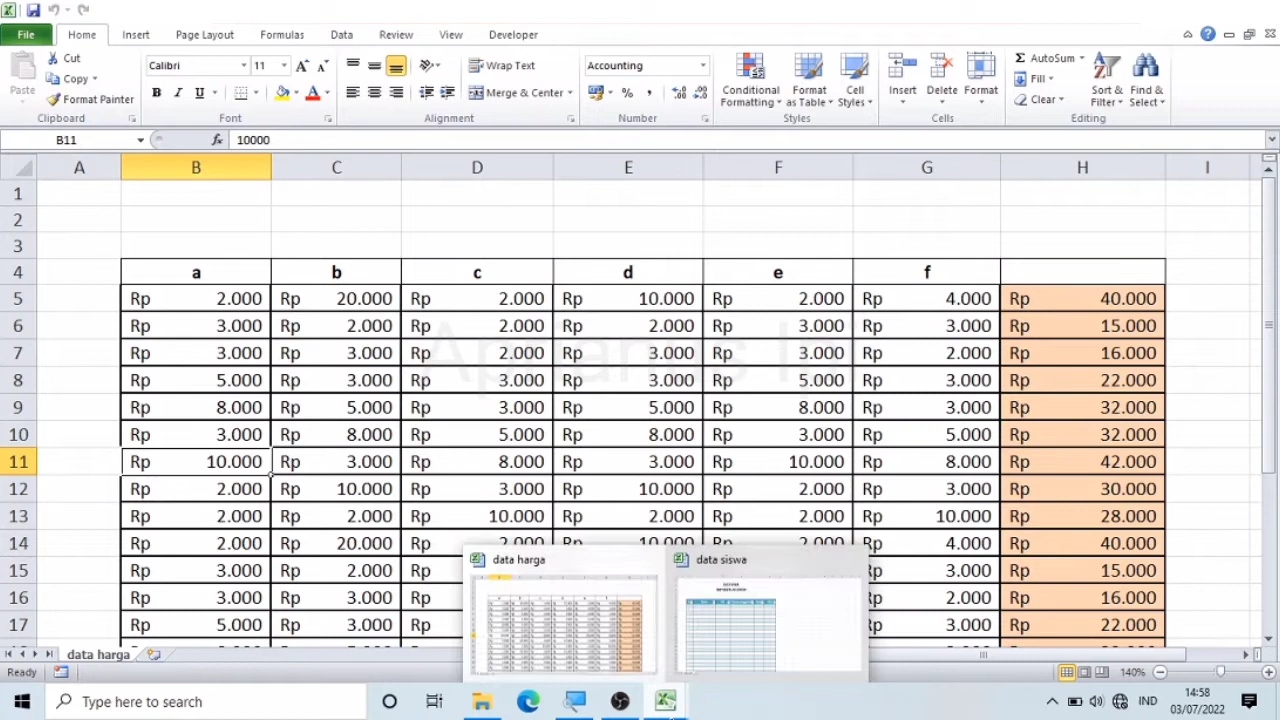 File Home Insert Page Layout Formulas Data Review View Developer
Cut Calibri 11 Wrap Text Accounting AutoSum
Paste Copy Merge & Center Conditional Formatting Format as Table Cell Styles Insert Delete Format Fill Sort & Filter Find & Select
Format Painter Clear
Clipboard Font Alignment Number Styles Cells Editing
B11 fx 10000
A B C D E F G H I
1
2
3
4 a b c d e f
5 Rp 2.000 Rp 20.000 Rp 2.000 Rp 10.000 Rp 2.000 Rp 4.000 Rp 40.000
6 Rp 3.000 Rp 2.000 Rp 2.000 Rp 2.000 Rp 3.000 Rp 3.000 Rp 15.000
7 Rp 3.000 Rp 3.000 Rp 2.000 Rp 3.000 Rp 3.000 Rp 2.000 Rp 16.000
8 Rp 5.000 Rp 3.000 Rp 3.000 Rp 3.000 Rp 5.000 Rp 3.000 Rp 22.000
9 Rp 8.000 Rp 5.000 Rp 3.000 Rp 5.000 Rp 8.000 Rp 3.000 Rp 32.000
10 Rp 3.000 Rp 8.000 Rp 5.000 Rp 8.000 Rp 3.000 Rp 5.000 Rp 32.000
11 Rp 10.000 Rp 3.000 Rp 8.000 Rp 3.000 Rp 10.000 Rp 8.000 Rp 42.000
12 Rp 2.000 Rp 10.000 Rp 3.000 Rp 10.000 Rp 2.000 Rp 3.000 Rp 30.000
13 Rp 2.000 Rp 2.000 Rp 10.000 Rp 2.000 Rp 2.000 Rp 10.000 Rp 28.000
14 Rp 2.000 Rp 20.000 Rp 2.000 Rp 10.000 Rp 2.000 Rp 4.000 Rp 40.000
15 Rp 3.000 Rp 2.000 Rp 3.000 Rp 15.000
16 Rp 3.000 Rp 3.000 Rp 2.000 Rp 16.000
17 Rp 5.000 Rp 3.000 Rp 3.000 Rp 22.000
data harga data siswa
data harga
Ready 140%
Type here to search IND 14:58
03/07/2022